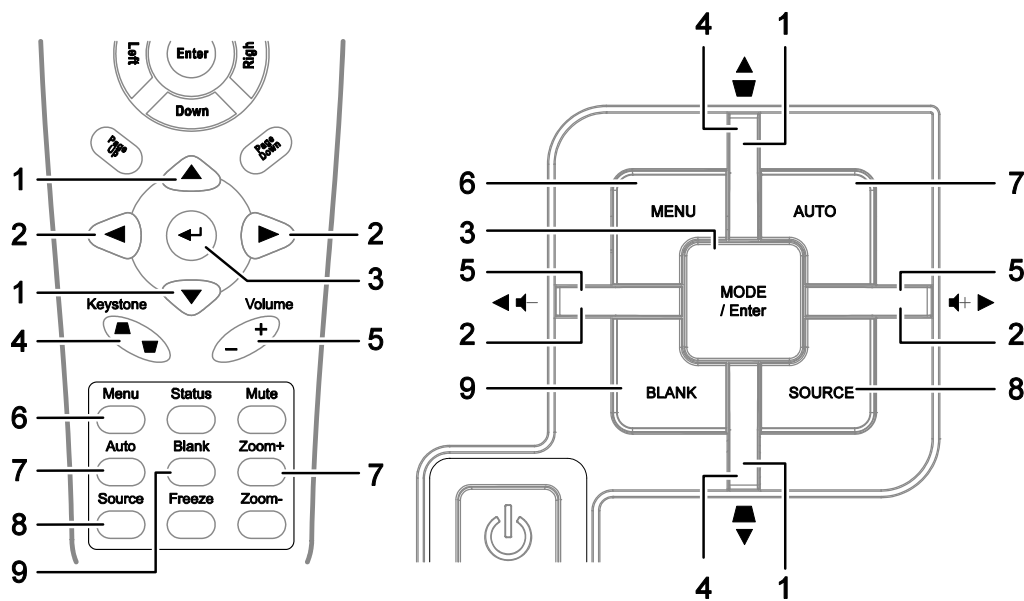 Left
Enter
Righ
Down
Page
Up
Page
Down
1
2
2
3
1
Keystone
Volume
+
−
4
5
Menu
Status
Mute
6
Auto
Blank
Zoom+
7
7
Source
Freeze
Zoom-
8
9
4
1
6
7
MENU
AUTO
3
5
5
MODE
/ Enter
−
+
2
2
9
8
BLANK
SOURCE
4
1